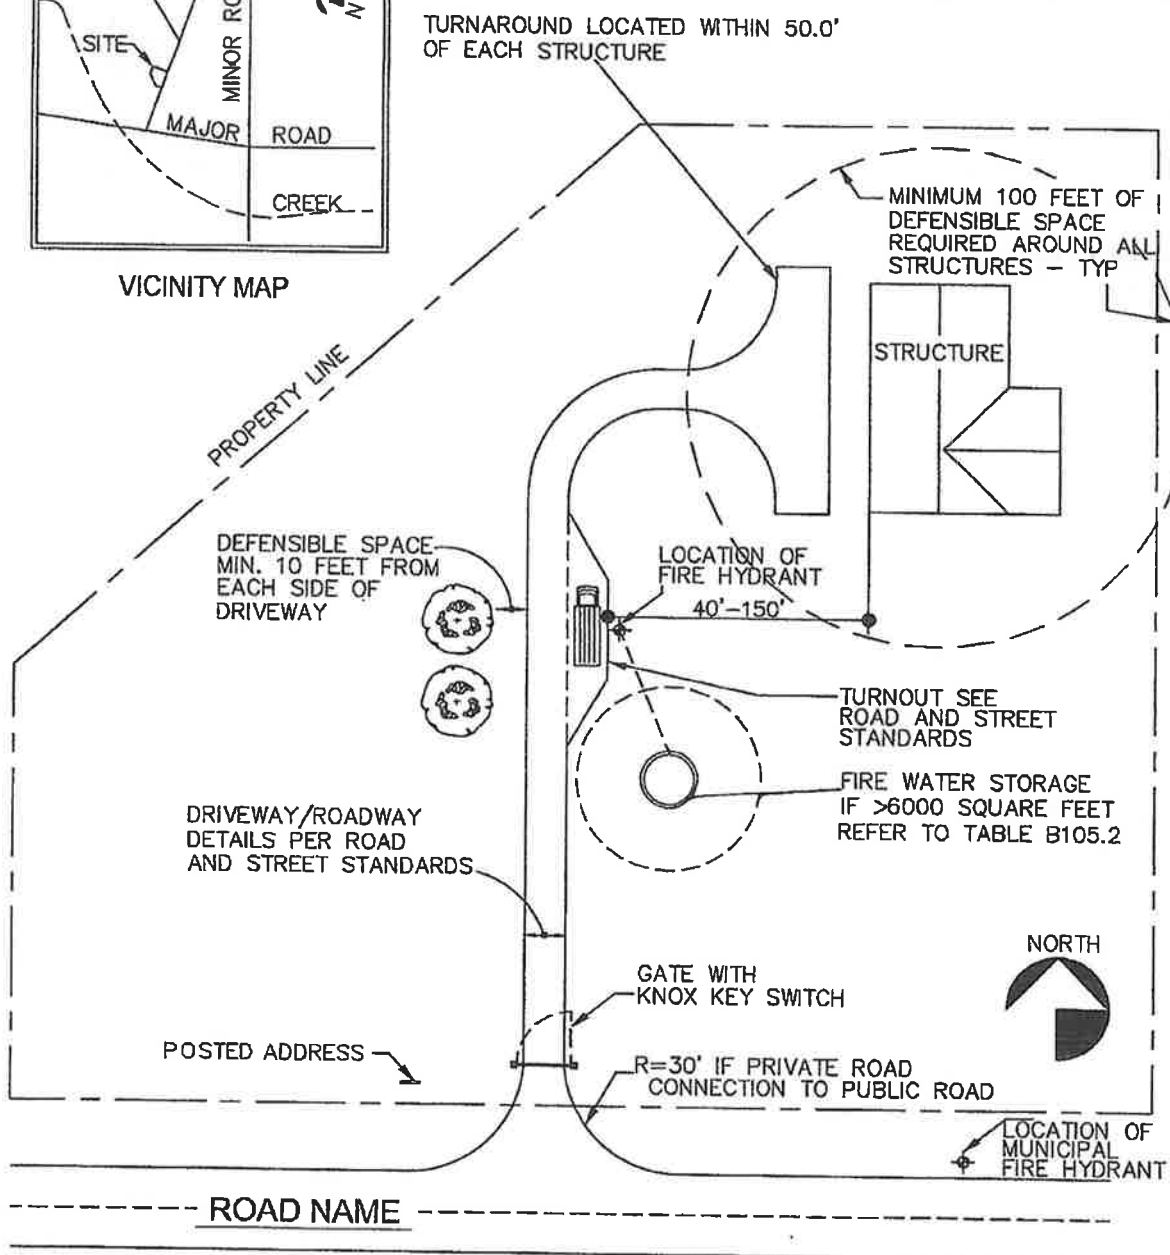 N
SITE
MINOR RO
MAJOR ROAD
CREEK
VICINITY MAP
TURNAROUND LOCATED WITHIN 50.0'
OF EACH STRUCTURE
MINIMUM 100 FEET OF
DEFENSIBLE SPACE
REQUIRED AROUND ALL
STRUCTURES – TYP
STRUCTURE
PROPERTY LINE
DEFENSIBLE SPACE
MIN. 10 FEET FROM
EACH SIDE OF
DRIVEWAY
LOCATION OF
FIRE HYDRANT
40'-150'
TURNOUT SEE
ROAD AND STREET
STANDARDS
FIRE WATER STORAGE
IF >6000 SQUARE FEET
REFER TO TABLE B105.2
DRIVEWAY/ROADWAY
DETAILS PER ROAD
AND STREET STANDARDS
NORTH
GATE WITH
KNOX KEY SWITCH
POSTED ADDRESS
R=30' IF PRIVATE ROAD
CONNECTION TO PUBLIC ROAD
LOCATION OF
MUNICIPAL
FIRE HYDRANT
ROAD NAME